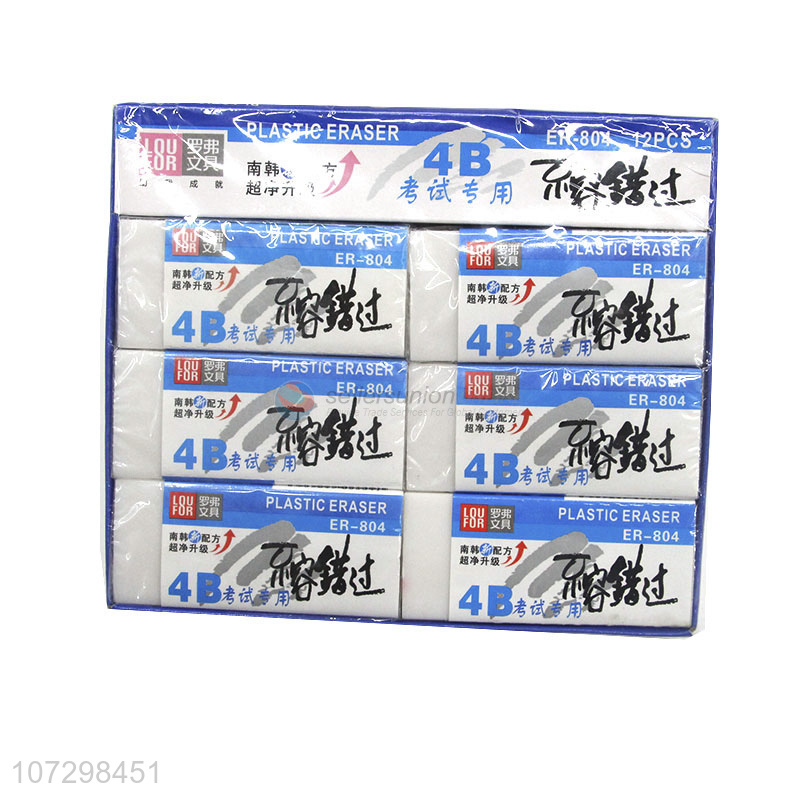 LOU FOR 罗弗文具
PLASTIC ERASER
ER-804 12PCS
南韩新配方
超净升级
成就
4B
考试专用
不容错过
LOU FOR 罗弗文具
PLASTIC ERASER
ER-804
南韩新配方
超净升级
4B考试专用
不容错过
LOU FOR 罗弗文具
PLASTIC ERASER
ER-804
南韩新配方
超净升级
4B考试专用
不容错过
LOU FOR 罗弗文具
PLASTIC ERASER
ER-804
南韩新配方
超净升级
4B考试专用
不容错过
LOU FOR 罗弗文具
PLASTIC ERASER
ER-804
南韩新配方
超净升级
4B考试专用
不容错过
LOU FOR 罗弗文具
PLASTIC ERASER
ER-804
南韩新配方
超净升级
4B考试专用
不容错过
LOU FOR 罗弗文具
PLASTIC ERASER
ER-804
南韩新配方
超净升级
4B考试专用
不容错过
sellersunion
Trade Services For
107298451